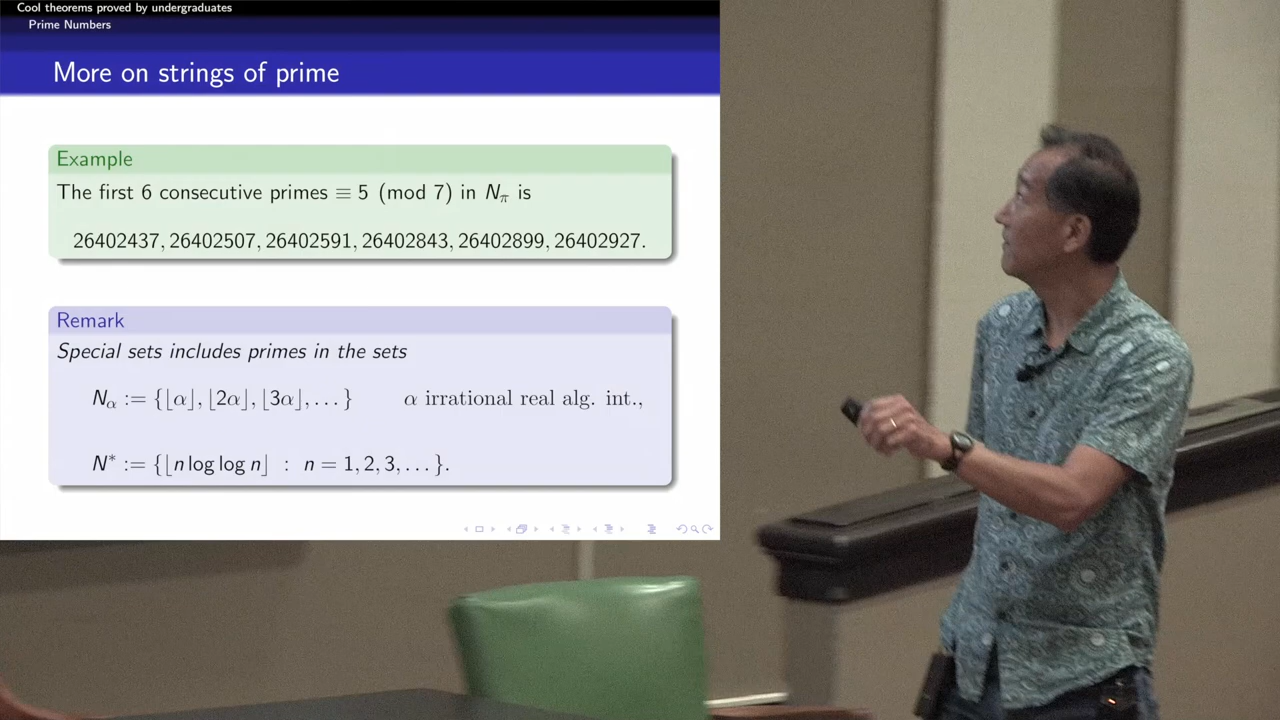 Cool theorems proved by undergraduates
Prime Numbers
More on strings of prime
Example
The first 6 consecutive primes ≡ 5 (mod 7) in N_π is
26402437, 26402507, 26402591, 26402843, 26402899, 26402927.
Remark
Special sets includes primes in the sets
N_α := {⌊α⌋, ⌊2α⌋, ⌊3α⌋, . . . } α irrational real alg. int.,
N* := {⌊n log log n⌋ : n = 1, 2, 3, . . . }.